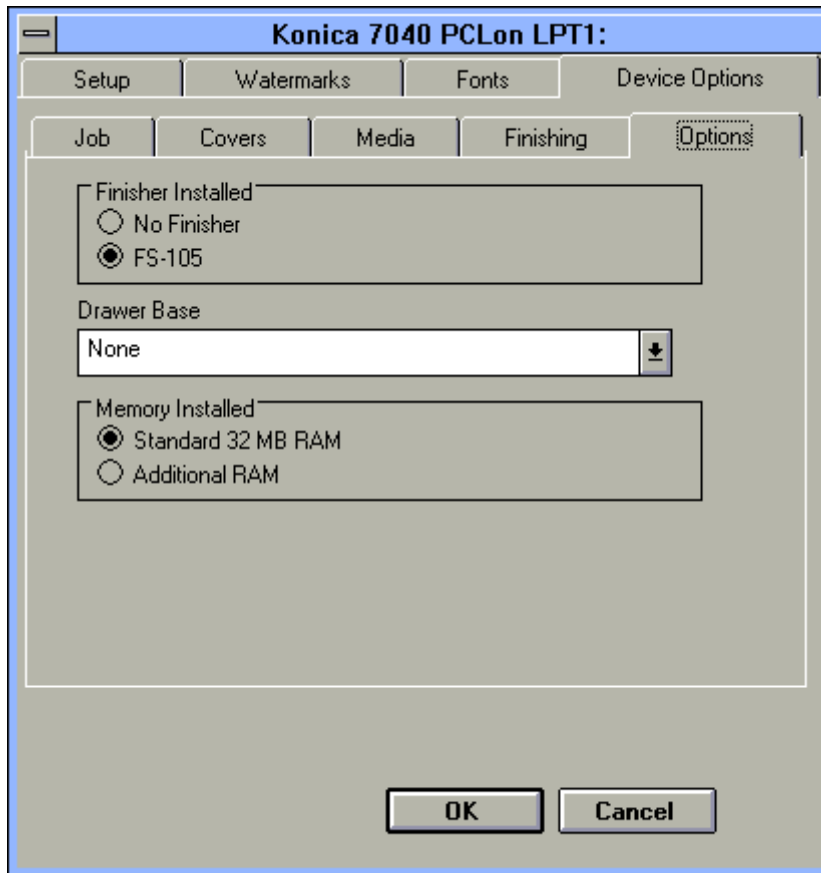 Konica 7040 PCLon LPT1:
Setup Watermarks Fonts Device Options
Job Covers Media Finishing Options
Finisher Installed
No Finisher
FS-105
Drawer Base
None
Memory Installed
Standard 32 MB RAM
Additional RAM
OK Cancel